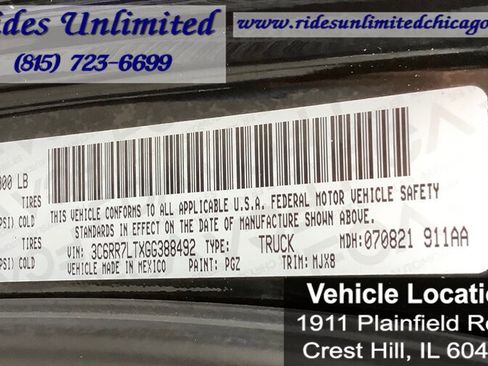 Rides Unlimited
www.ridesunlimitedchicago
(815) 723-6699
000 LB
TIRES
PSI) COLD
TIRES
PSI) COLD
THIS VEHICLE CONFORMS TO ALL APPLICABLE U.S.A. FEDERAL MOTOR VEHICLE SAFETY
STANDARDS IN EFFECT ON THE DATE OF MANUFACTURE SHOWN ABOVE.
VIN: 3C6RR7LTXGG388492 TYPE: TRUCK MDH: 070821 911AA
VEHICLE MADE IN MEXICO PAINT: PGZ TRIM: MJX8
Vehicle Locatio
1911 Plainfield Ro
Crest Hill, IL 604